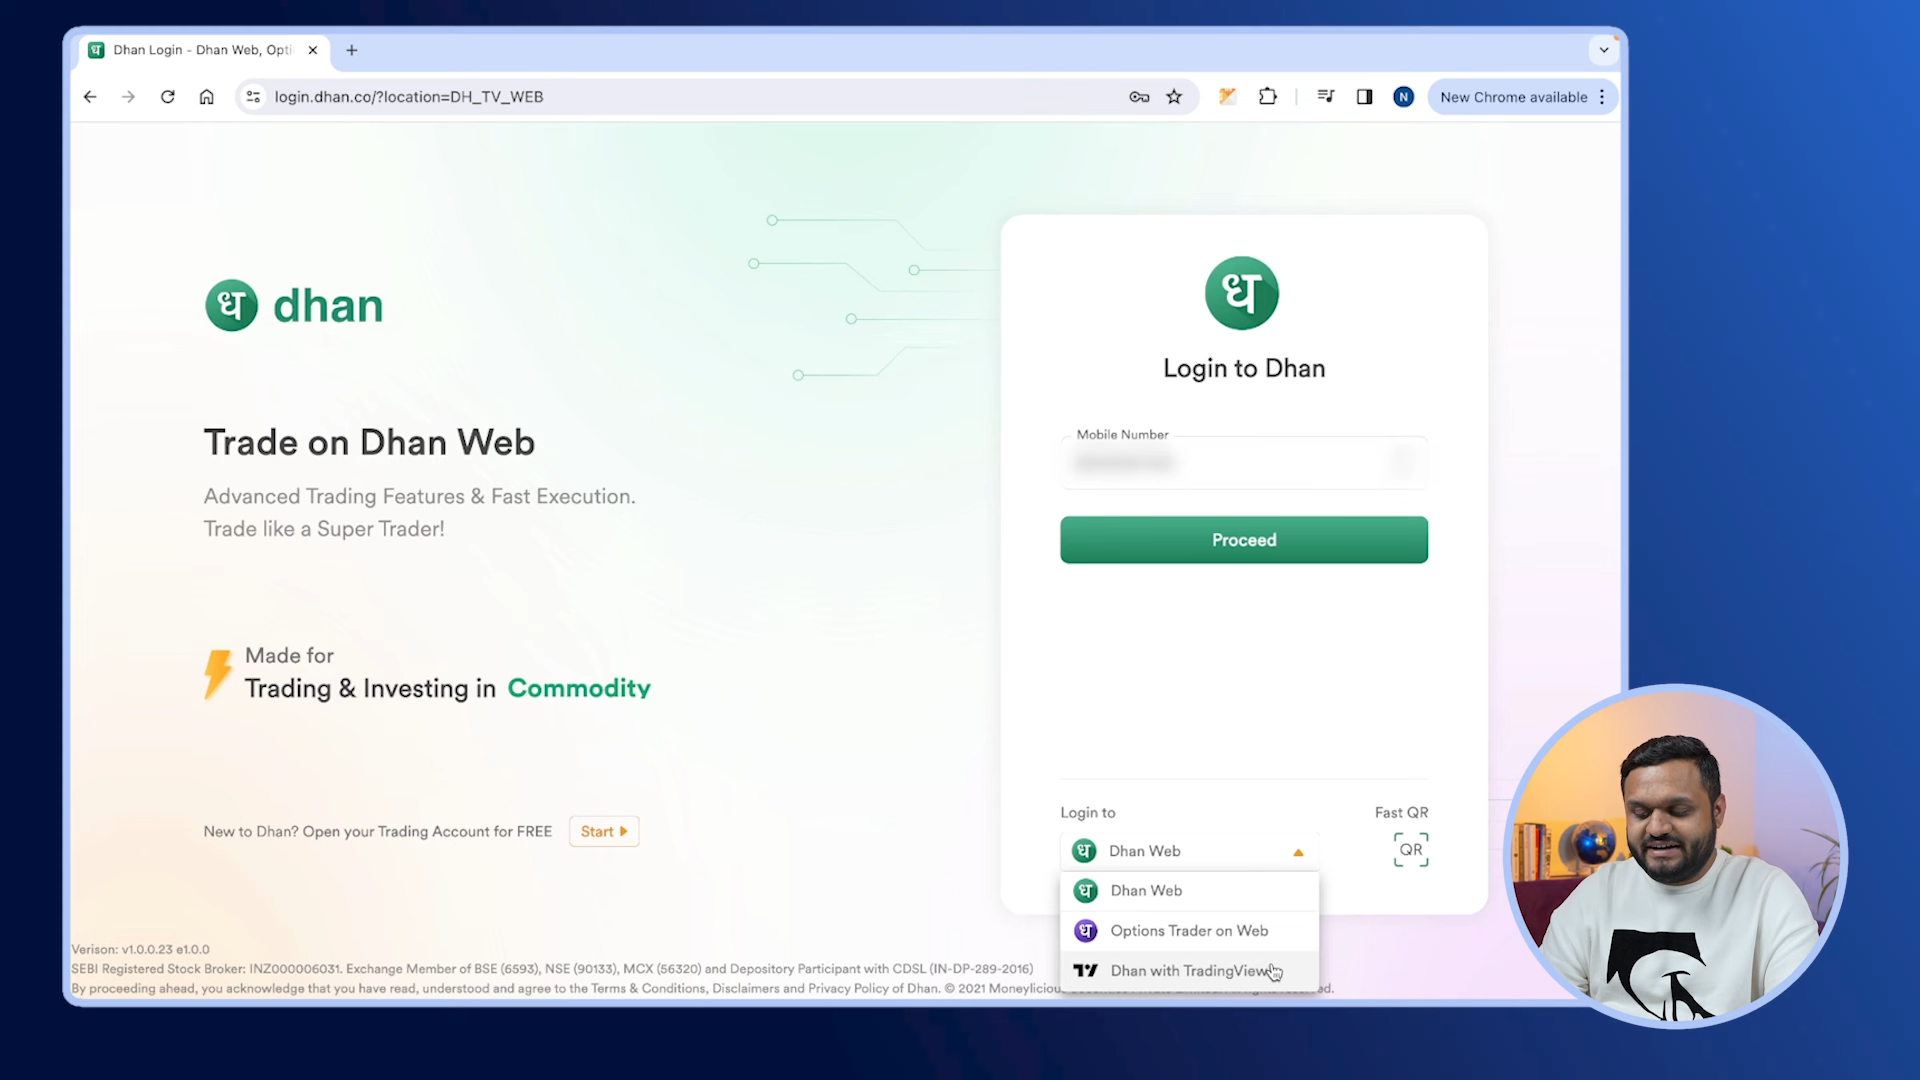 Dhan Login - Dhan Web, Opti
login.dhan.co/?location=DH_TV_WEB
N
New Chrome available
ध dhan
Trade on Dhan Web
Advanced Trading Features & Fast Execution.
Trade like a Super Trader!
Made for
Trading & Investing in Commodity
New to Dhan? Open your Trading Account for FREE
Start
ध
Login to Dhan
Mobile Number
Proceed
Login to
Fast QR
ध Dhan Web
QR
ध Dhan Web
ध Options Trader on Web
Dhan with TradingView
Verison: v1.0.0.23 e1.0.0
SEBI Registered Stock Broker: INZ000006031. Exchange Member of BSE (6593), NSE (90133), MCX (56320) and Depository Participant with CDSL (IN-DP-289-2016)
By proceeding ahead, you acknowledge that you have read, understood and agree to the Terms & Conditions, Disclaimers and Privacy Policy of Dhan. © 2021 Moneylicious